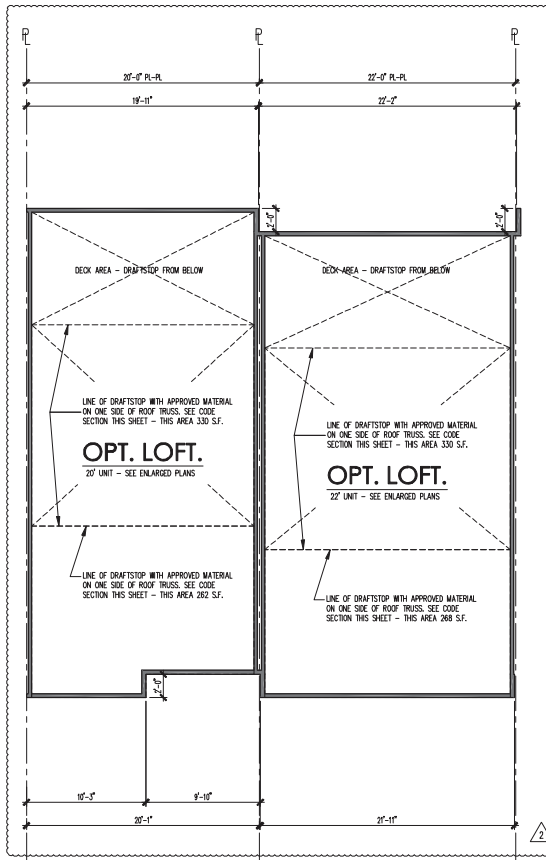 PL PL PL
20'-0" PL-PL 22'-0" PL-PL
19'-11" 22'-2"
2'-0" 2'-0"
DECK AREA - DRAFTSTOP FROM BELOW
DECK AREA - DRAFTSTOP FROM BELOW
LINE OF DRAFTSTOP WITH APPROVED MATERIAL
ON ONE SIDE OF ROOF TRUSS. SEE CODE
SECTION THIS SHEET - THIS AREA 330 S.F.
OPT. LOFT.
20' UNIT - SEE ENLARGED PLANS
LINE OF DRAFTSTOP WITH APPROVED MATERIAL
ON ONE SIDE OF ROOF TRUSS. SEE CODE
SECTION THIS SHEET - THIS AREA 330 S.F.
OPT. LOFT.
22' UNIT - SEE ENLARGED PLANS
LINE OF DRAFTSTOP WITH APPROVED MATERIAL
ON ONE SIDE OF ROOF TRUSS. SEE CODE
SECTION THIS SHEET - THIS AREA 262 S.F.
LINE OF DRAFTSTOP WITH APPROVED MATERIAL
ON ONE SIDE OF ROOF TRUSS. SEE CODE
SECTION THIS SHEET - THIS AREA 268 S.F.
2'-0"
10'-3" 9'-10"
20'-1" 21'-11"
2